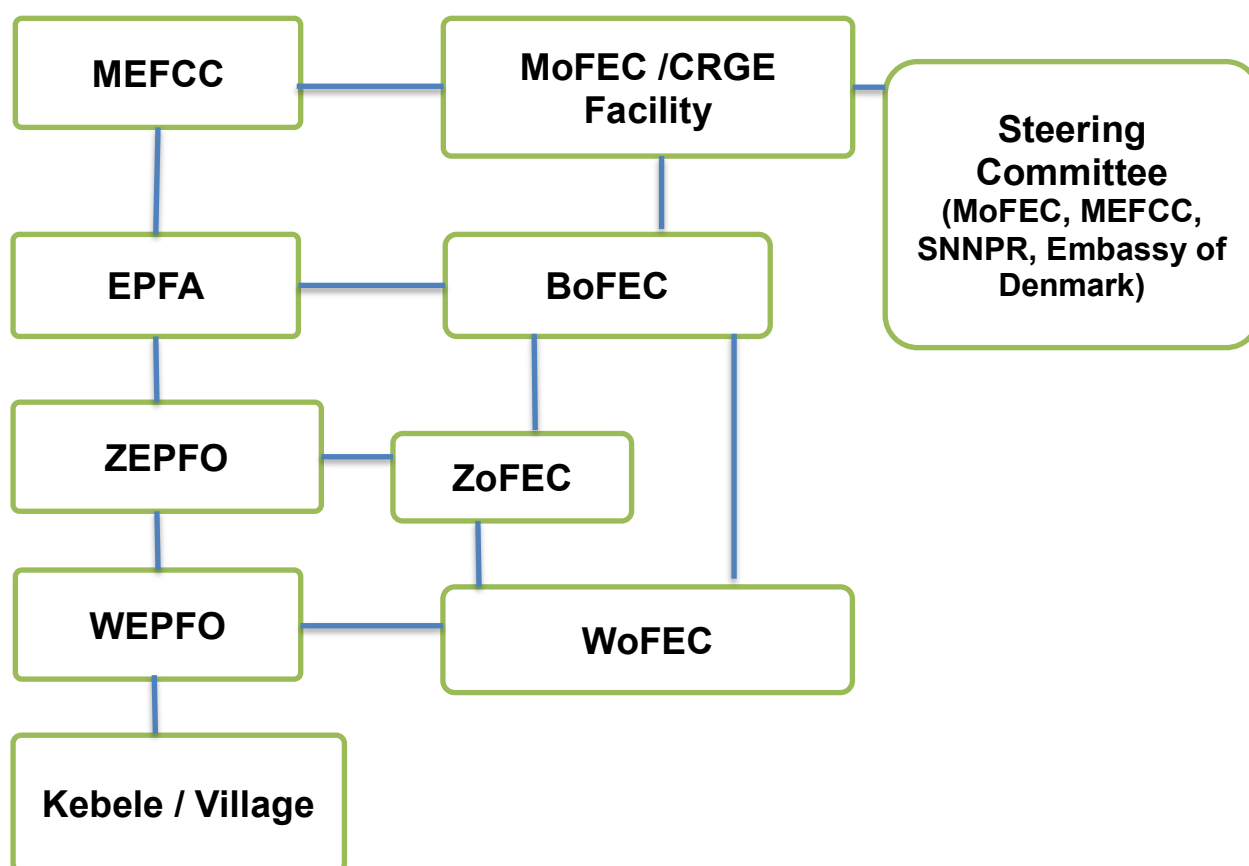 MEFCC
MoFEC /CRGE
Facility
Steering
Committee
(MoFEC, MEFCC,
SNNPR, Embassy of
Denmark)
EPFA
BoFEC
ZEPFO
ZoFEC
WEPFO
WoFEC
Kebele / Village